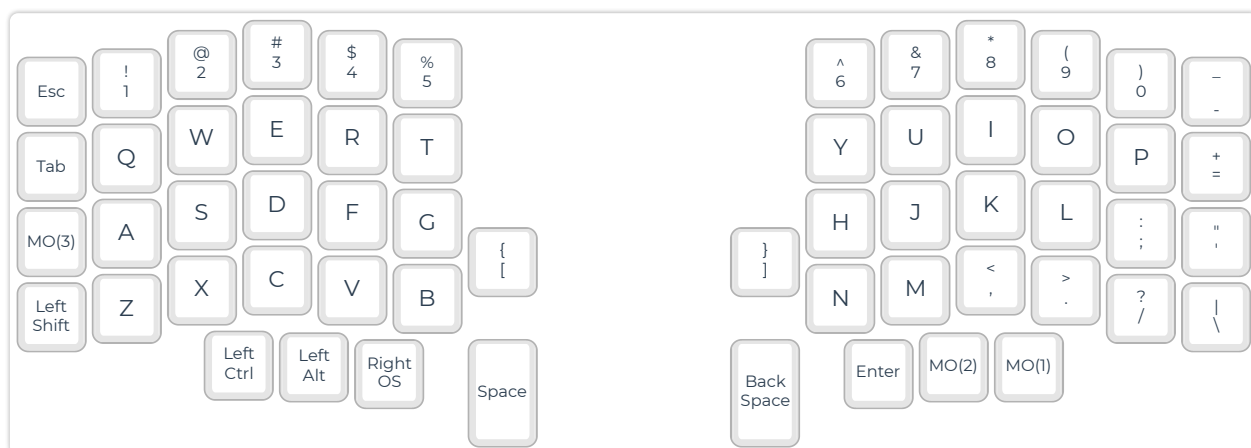 Esc
!
1
@
2
#
3
$
4
%
5
^
6
&
7
*
8
(
9
)
0
_
-
Tab
Q
W
E
R
T
Y
U
I
O
P
+
=
MO(3)
A
S
D
F
G
{
[
}
]
H
J
K
L
:
;
"
'
Left
Shift
Z
X
C
V
B
N
M
<
,
>
.
?
/
|
\
Left
Ctrl
Left
Alt
Right
OS
Space
Back
Space
Enter
MO(2)
MO(1)